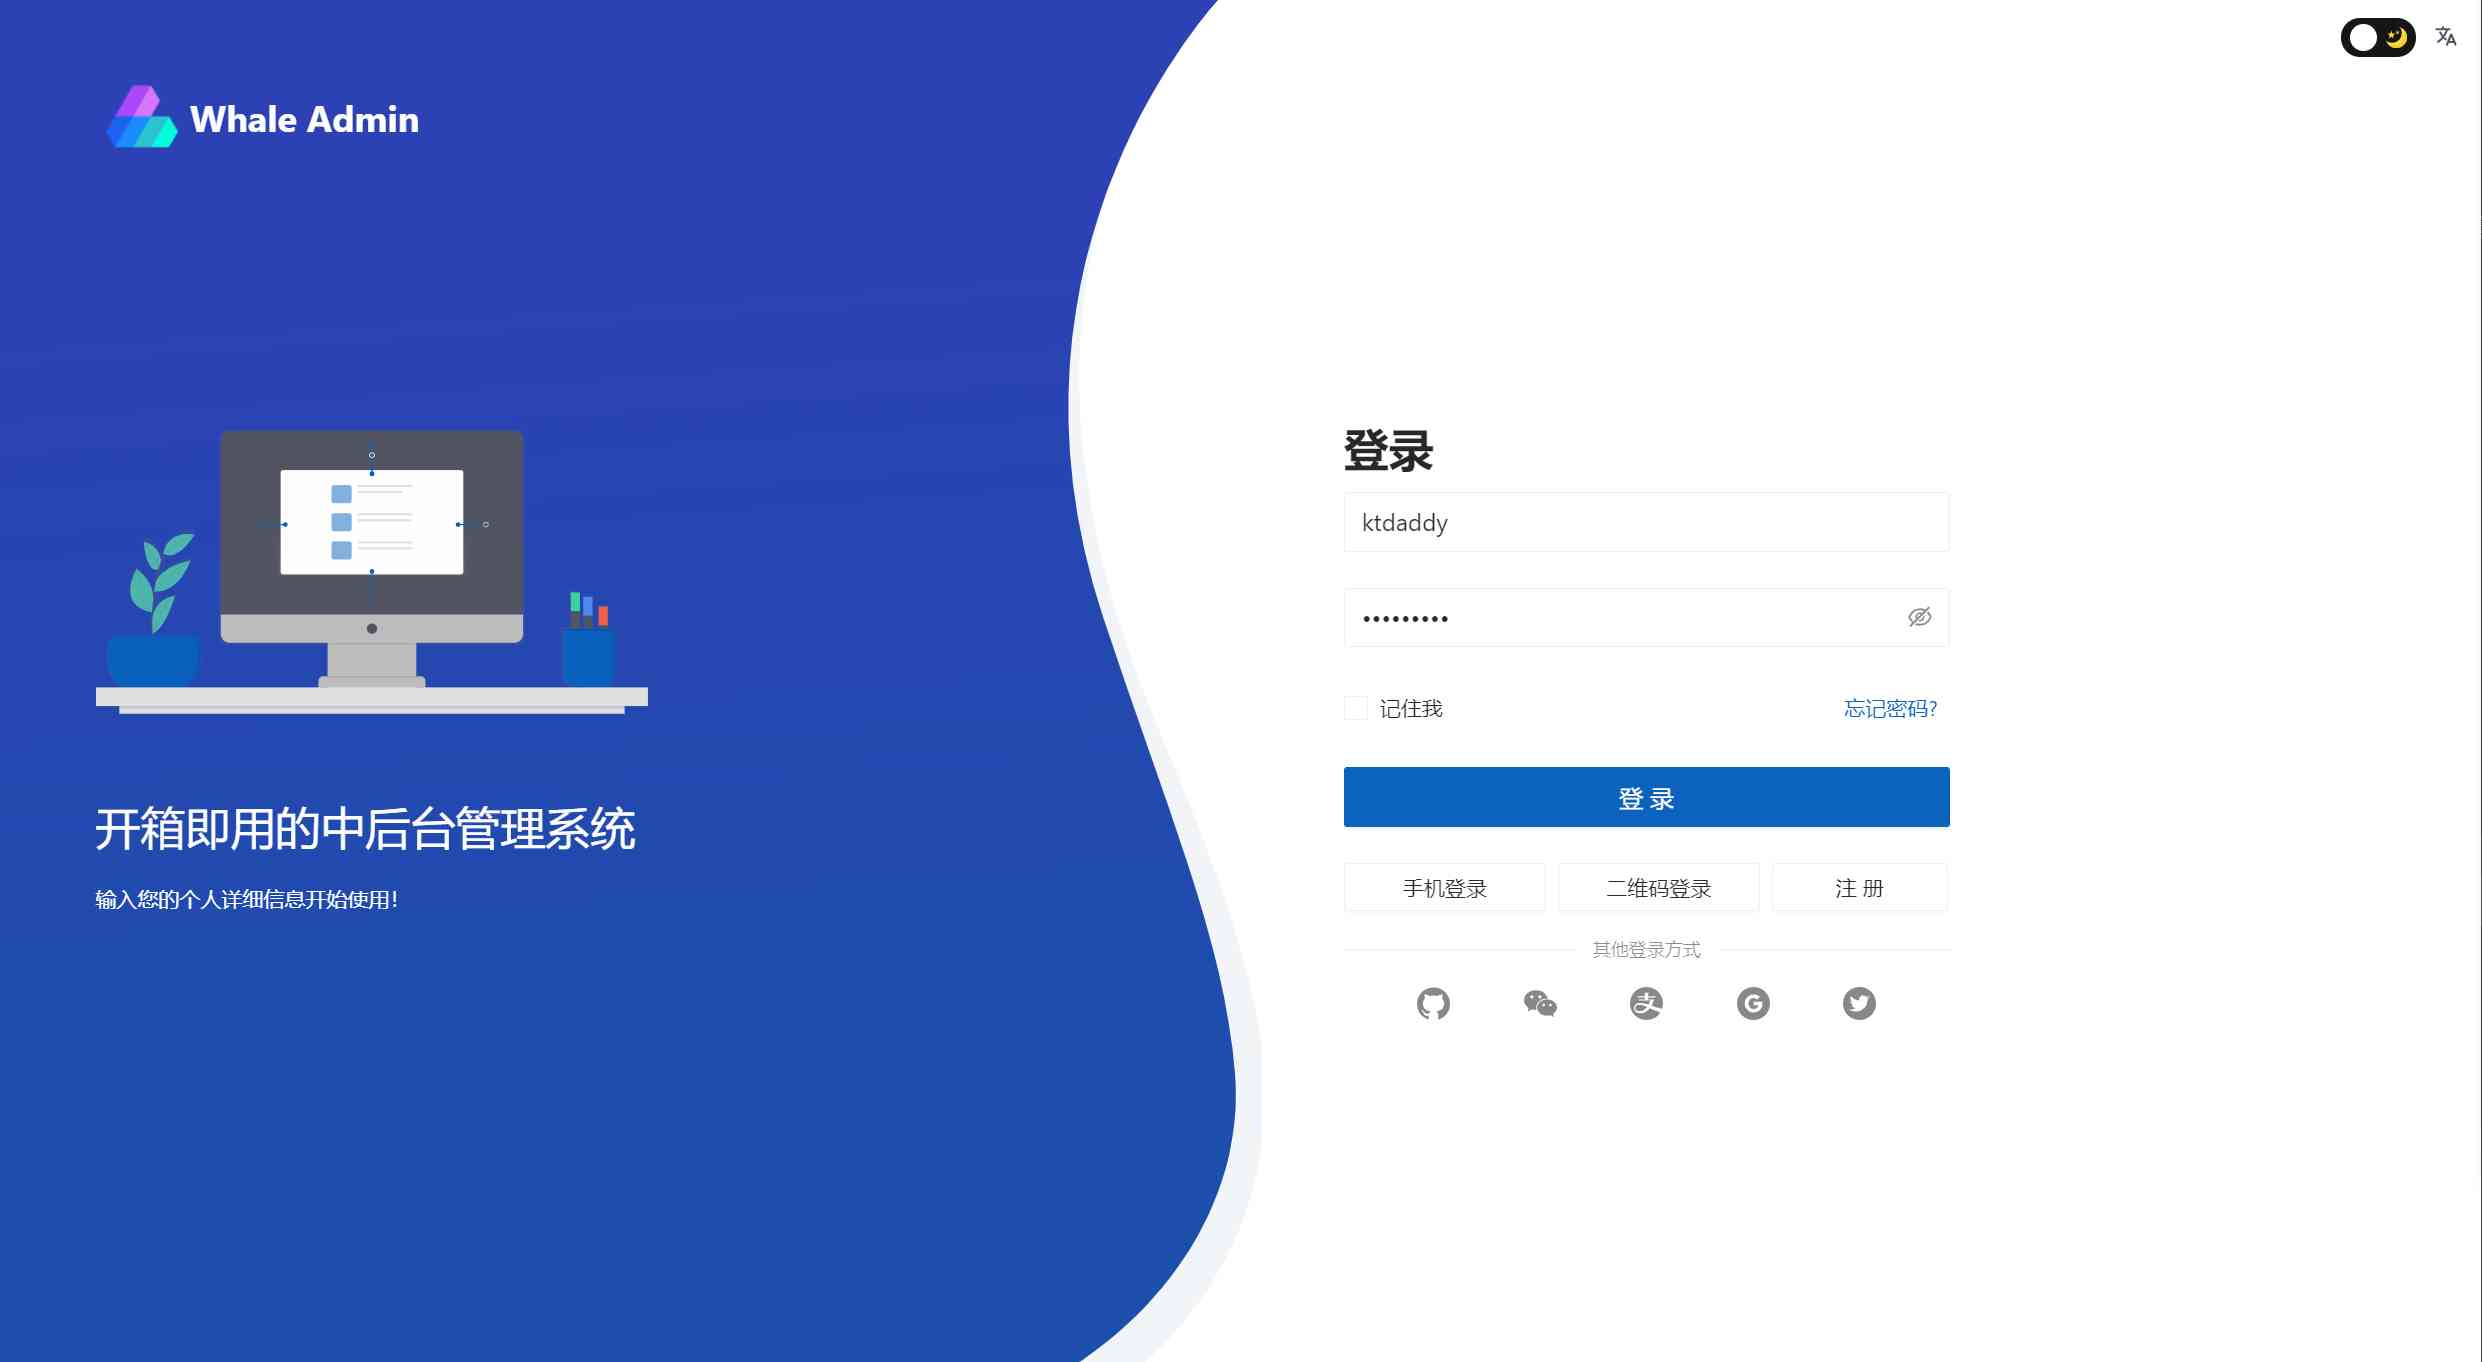 Whale Admin
开箱即用的中后台管理系统
输入您的个人详细信息开始使用！
登录
ktdaddy
•••••••••
记住我
忘记密码?
登 录
手机登录
二维码登录
注 册
其他登录方式